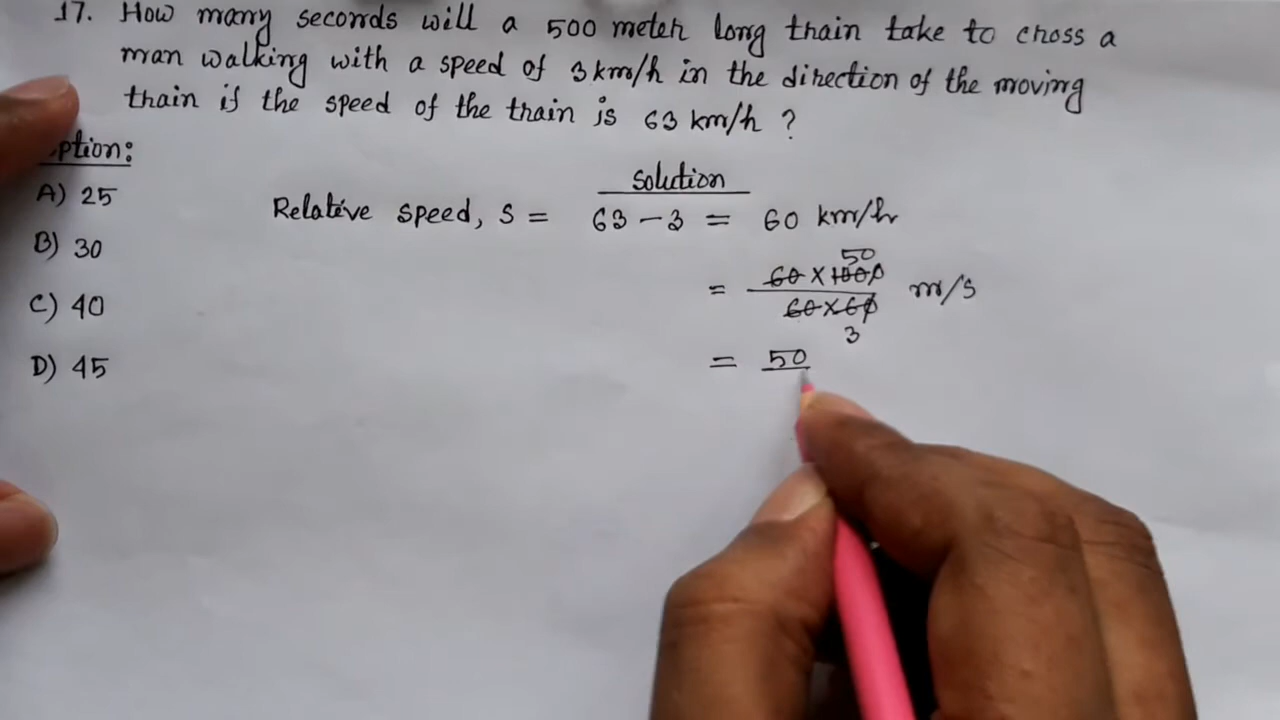 17. How many seconds will a 500 meter long train take to cross a
man walking with a speed of 3 km/h in the direction of the moving
train if the speed of the train is 63 km/h ?
ption:
A) 25
B) 30
C) 40
D) 45
Solution
Relative speed, S = 63 - 3 = 60 km/hr
50
= 60 X 1000 / 60 X 60 m/s
3
= 50